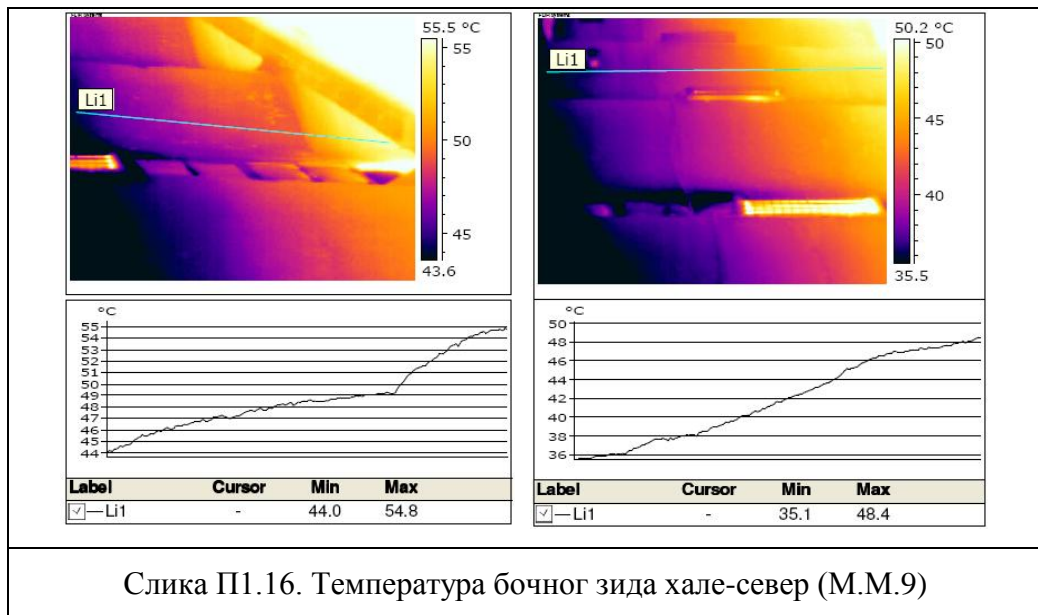 55.5 °C
55
Li1
50
45
43.6
50.2 °C
50
Li1
45
40
35.5
°C
55
54
53
52
51
50
49
48
47
46
45
44
Label Cursor Min Max
Li1 - 44.0 54.8
°C
50
48
46
44
42
40
38
36
Label Cursor Min Max
Li1 - 35.1 48.4
Слика П1.16. Температура бочног зида хале-север (М.М.9)